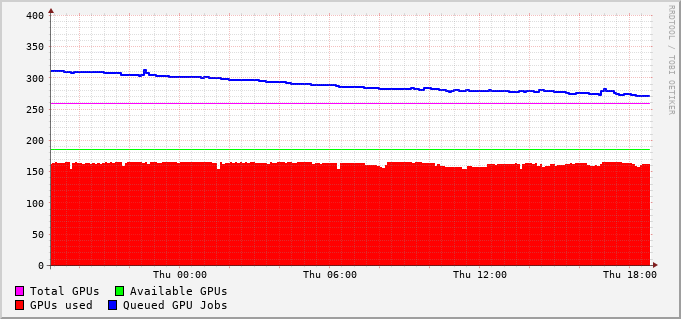 400
350
300
250
200
150
100
50
0
Thu 00:00 Thu 06:00 Thu 12:00 Thu 18:00
Total GPUs Available GPUs
GPUs used Queued GPU Jobs
RRDTOOL / TOBI OETIKER